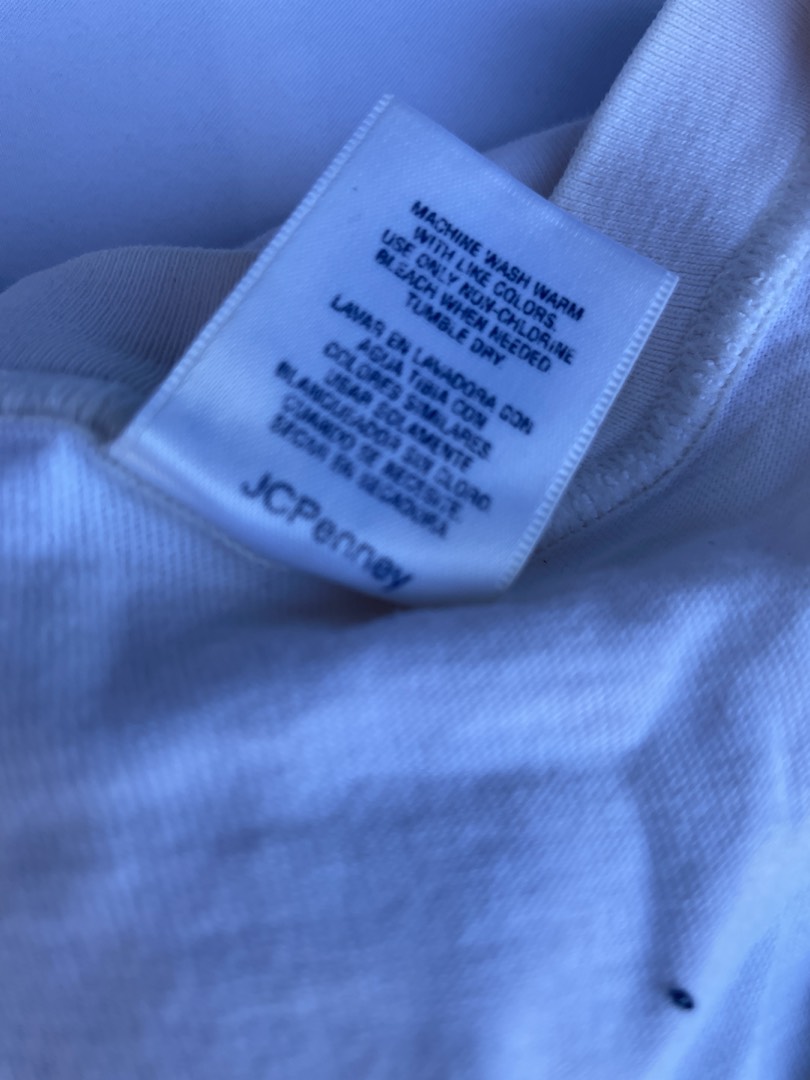 MACHINE WASH WARM
WITH LIKE COLORS.
USE ONLY NON-CHLORINE
BLEACH WHEN NEEDED
TUMBLE DRY
LAVAR EN LAVADORA CON
AGUA TIBIA CON
COLORES SIMILARES
USAR SOLAMENTE
BLANQUEADOR SIN CLORO.
CUANDO SE NECESITE.
SECAR EN SECADORA
JCPenney